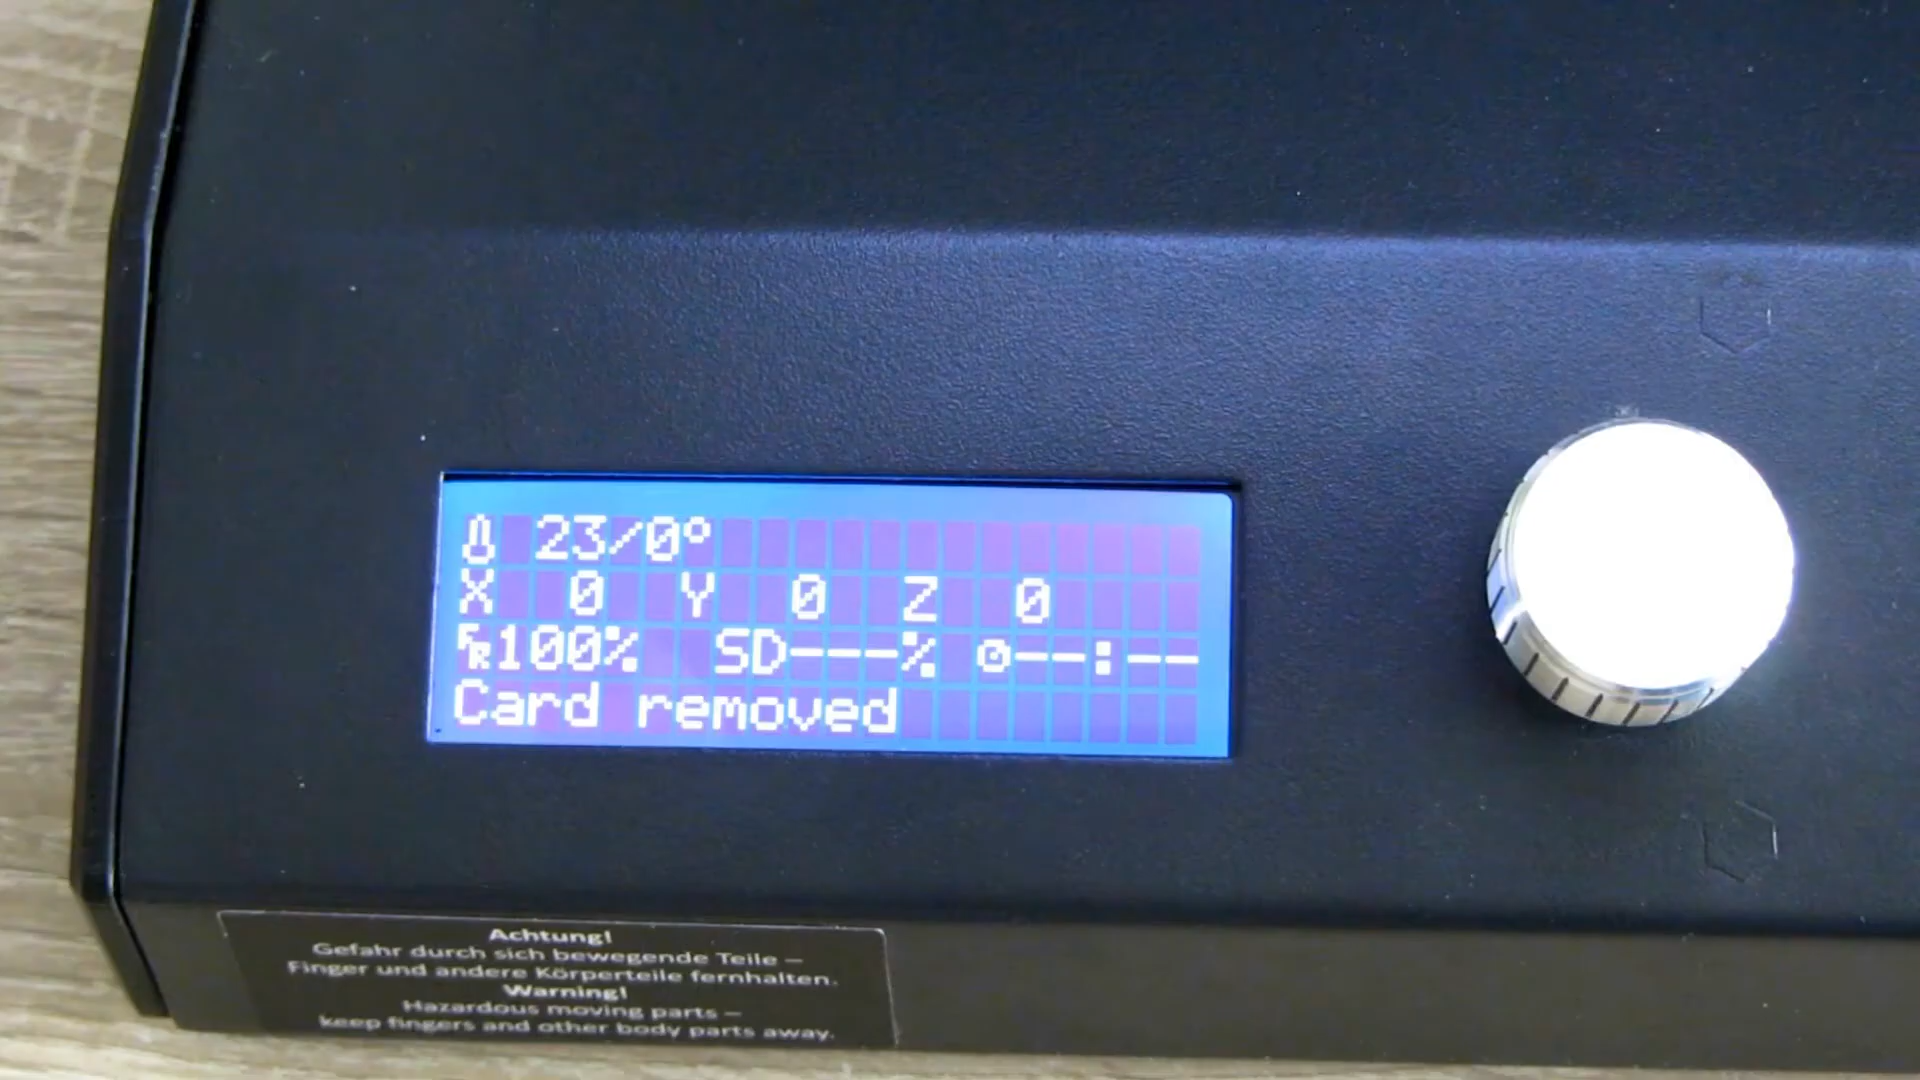 23/0°
X 0 Y 0 Z 0
FR100% SD---% --:--
Card removed
Achtung!
Gefahr durch sich bewegende Teile –
Finger und andere Körperteile fernhalten.
Warning!
Hazardous moving parts –
keep fingers and other body parts away.